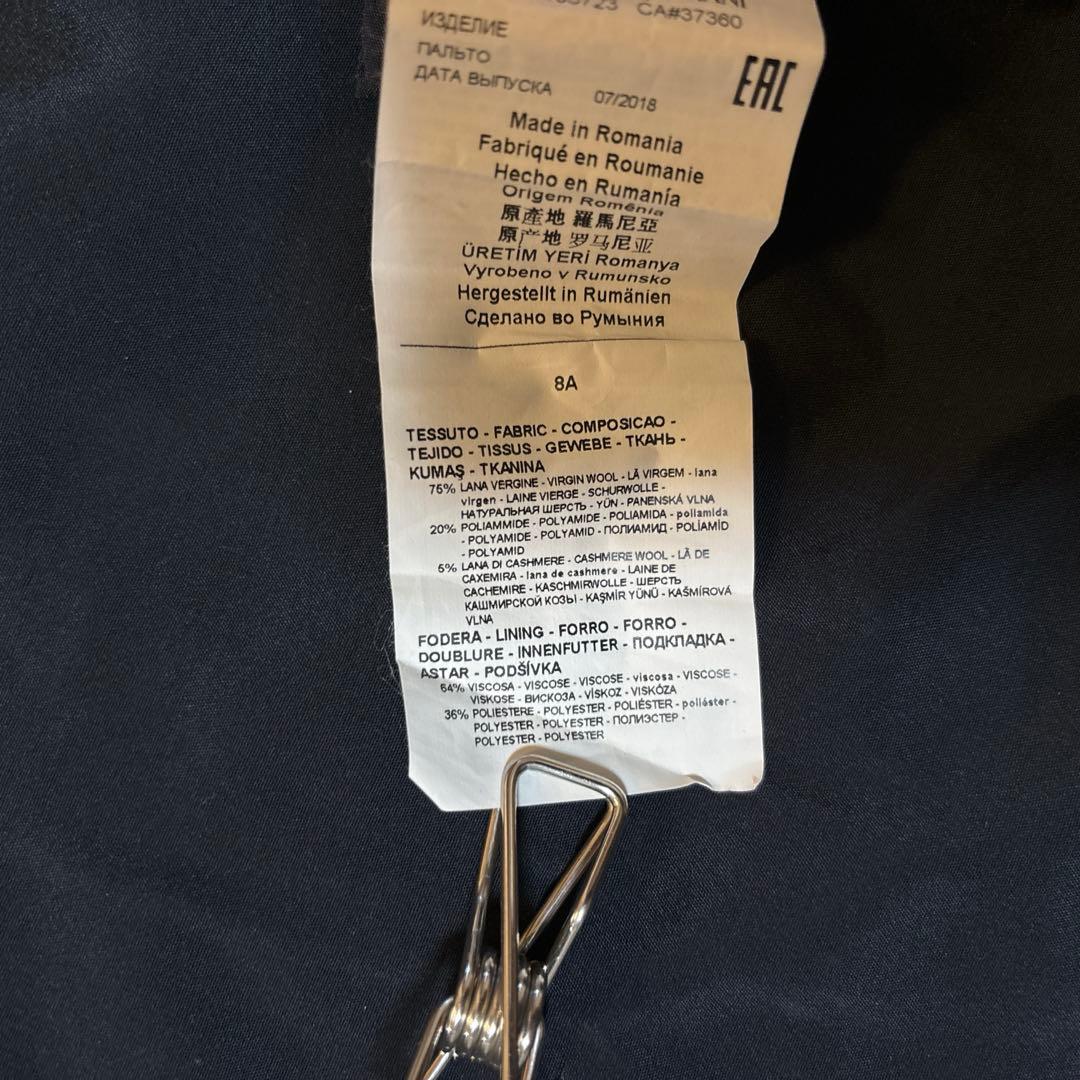 CA#37360
ИЗДЕЛИЕ
ПАЛЬТО
ДАТА ВЫПУСКА 07/2018
EAC
Made in Romania
Fabriqué en Roumanie
Hecho en Rumanía
Origem Roménia
原產地 羅馬尼亞
原产地 罗马尼亚
ÜRETİM YERİ Romanya
Vyrobeno v Rumunsko
Hergestellt in Rumänien
Сделано во Румыния
8A
TESSUTO - FABRIC - COMPOSICAO -
TEJIDO - TISSUS - GEWEBE - ТКАНЬ -
KUMAŞ - TKANINA
75% LANA VERGINE - VIRGIN WOOL - LÃ VIRGEM - lana
virgen - LAINE VIERGE - SCHURWOLLE -
НАТУРАЛЬНАЯ ШЕРСТЬ - YÜN - PANENSKÁ VLNA
20% POLIAMMIDE - POLYAMIDE - POLIAMIDA - poliamida
- POLYAMIDE - POLYAMID - ПОЛИАМИД - POLİAMİD
- POLYAMID
5% LANA DI CASHMERE - CASHMERE WOOL - LÃ DE
CAXEMIRA - lana de cashmere - LAINE DE
CACHEMIRE - KASCHMIRWOLLE - ШЕРСТЬ
КАШМИРСКОЙ КОЗЫ - KAŞMİR YÜNÜ - KAŠMÍROVÁ
VLNA
FODERA - LINING - FORRO - FORRO -
DOUBLURE - INNENFUTTER - ПОДКЛАДКА -
ASTAR - PODŠÍVKA
64% VISCOSA - VISCOSE - VISCOSE - viscosa - VISCOSE -
VISKOSE - ВИСКОЗА - VİSKOZ - VISKÓZA
36% POLIESTERE - POLYESTER - POLIÉSTER - poliéster -
POLYESTER - POLYESTER - ПОЛИЭСТЕР -
POLYESTER - POLYESTER